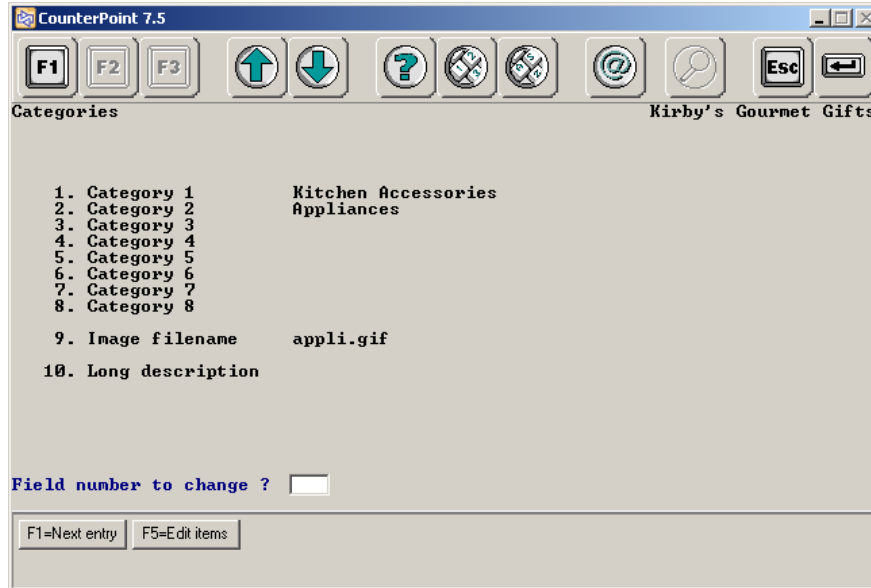 CounterPoint 7.5
F1 F2 F3 ? @ Esc
Categories Kirby's Gourmet Gifts
1. Category 1 Kitchen Accessories
2. Category 2 Appliances
3. Category 3
4. Category 4
5. Category 5
6. Category 6
7. Category 7
8. Category 8
9. Image filename appli.gif
10. Long description
Field number to change ?
F1=Next entry F5=Edit items